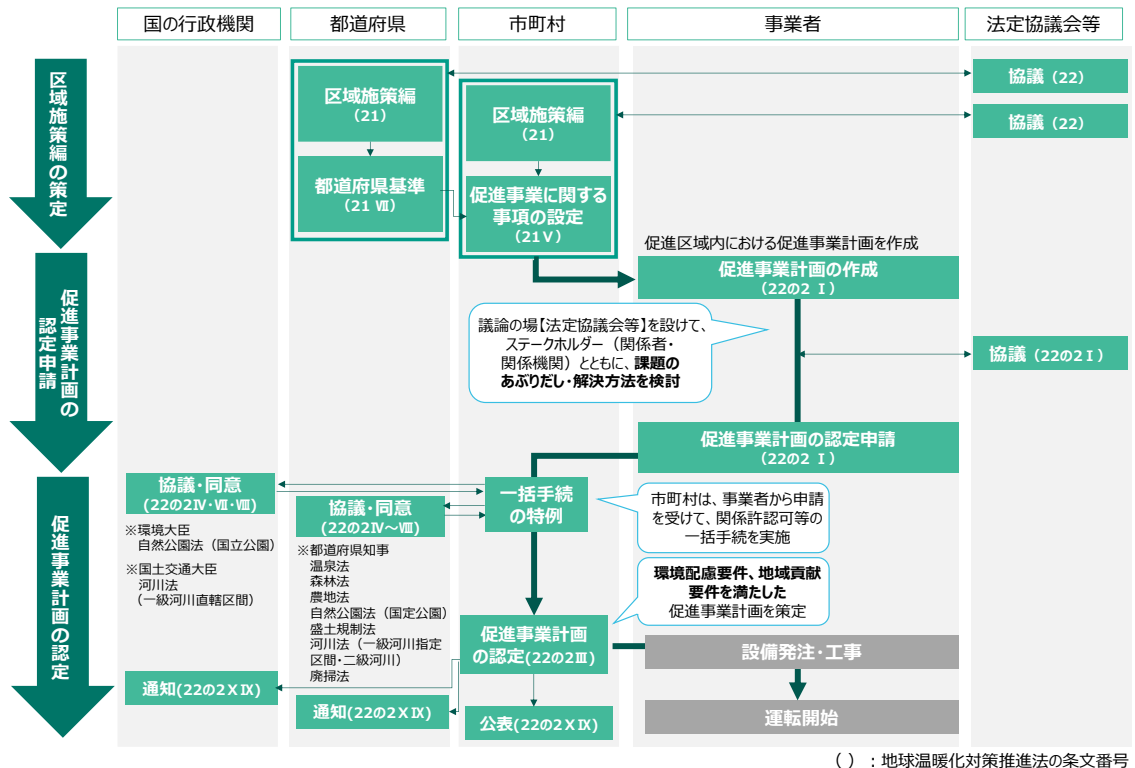 国の行政機関
都道府県
市町村
事業者
法定協議会等
区域施策編の策定
区域施策編
(21)
都道府県基準
(21 Ⅶ)
区域施策編
(21)
促進事業に関する
事項の設定
(21Ⅴ)
協議（22）
協議（22）
促進事業計画の
認定申請
促進区域内における促進事業計画を作成
促進事業計画の作成
(22の2 Ⅰ)
議論の場【法定協議会等】を設けて、
ステークホルダー（関係者・
関係機関）とともに、課題の
あぶりだし・解決方法を検討
協議（22の2Ⅰ）
促進事業計画の認定申請
(22の2 Ⅰ)
促進事業計画の認定
協議・同意
(22の2Ⅳ・Ⅶ・Ⅷ)
※環境大臣
自然公園法（国立公園）
※国土交通大臣
河川法
（一級河川直轄区間）
協議・同意
(22の2Ⅳ～Ⅷ)
※都道府県知事
温泉法
森林法
農地法
自然公園法（国定公園）
盛土規制法
河川法（一級河川指定
区間・二級河川）
廃掃法
一括手続
の特例
市町村は、事業者から申請
を受けて、関係許認可等の
一括手続を実施
環境配慮要件、地域貢献
要件を満たした
促進事業計画を策定
促進事業計画
の認定(22の2Ⅲ)
設備発注・工事
運転開始
通知(22の2ⅩⅨ)
通知(22の2ⅩⅨ)
公表(22の2ⅩⅨ)
（ ）：地球温暖化対策推進法の条文番号